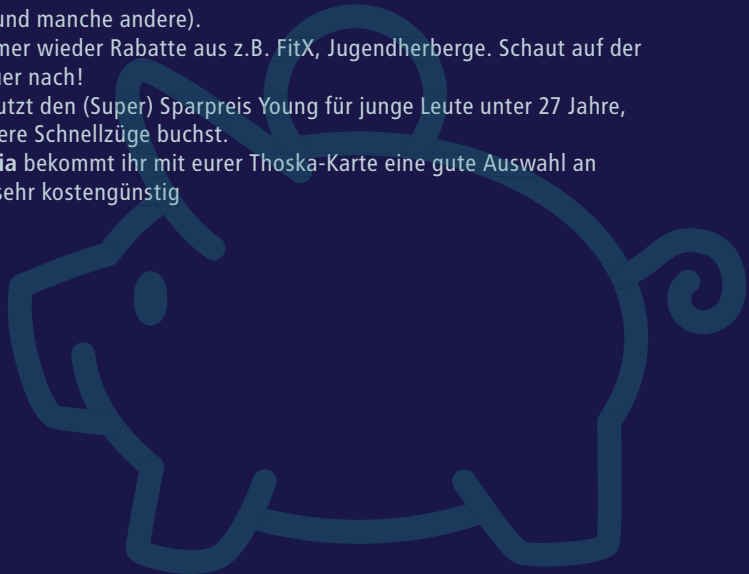 und manche andere).
mer wieder Rabatte aus z.B. FitX, Jugendherberge. Schaut auf der
er nach!
utzt den (Super) Sparpreis Young für junge Leute unter 27 Jahre,
ere Schnellzüge buchst.
ia bekommt ihr mit eurer Thoska-Karte eine gute Auswahl an
sehr kostengünstig